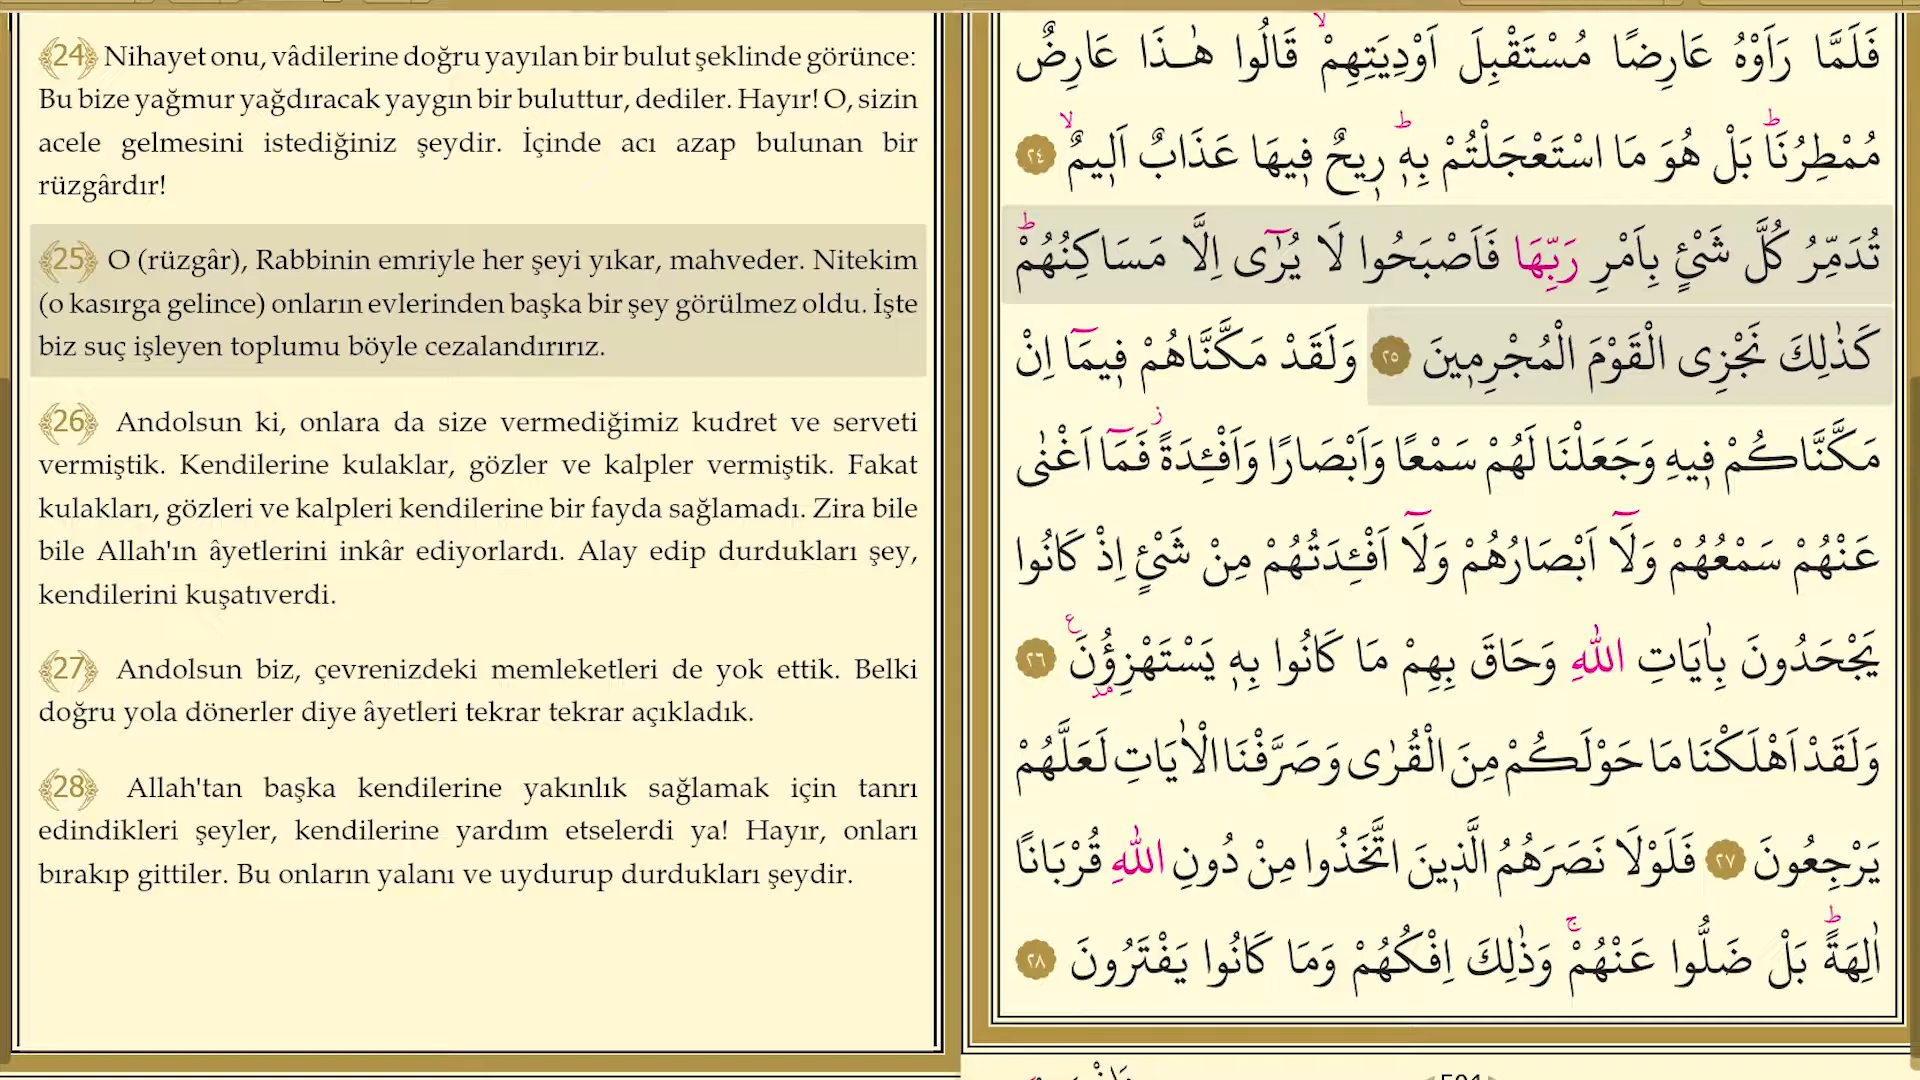 24 Nihayet onu, vâdilerine doğru yayılan bir bulut şeklinde görünce:
Bu bize yağmur yağdıracak yaygın bir buluttur, dediler. Hayır! O, sizin
acele gelmesini istediğiniz şeydir. İçinde acı azap bulunan bir
rüzgârdır!
25 O (rüzgâr), Rabbinin emriyle her şeyi yıkar, mahveder. Nitekim
(o kasırga gelince) onların evlerinden başka bir şey görülmez oldu. İşte
biz suç işleyen toplumu böyle cezalandırırız.
26 Andolsun ki, onlara da size vermediğimiz kudret ve serveti
vermiştik. Kendilerine kulaklar, gözler ve kalpler vermiştik. Fakat
kulakları, gözleri ve kalpleri kendilerine bir fayda sağlamadı. Zira bile
bile Allah'ın âyetlerini inkâr ediyorlardı. Alay edip durdukları şey,
kendilerini kuşatıverdi.
27 Andolsun biz, çevrenizdeki memleketleri de yok ettik. Belki
doğru yola dönerler diye âyetleri tekrar tekrar açıkladık.
28 Allah'tan başka kendilerine yakınlık sağlamak için tanrı
edindikleri şeyler, kendilerine yardım etselerdi ya! Hayır, onları
bırakıp gittiler. Bu onların yalanı ve uydurup durdukları şeydir.
فَلَمَّا رَاَوْهُ عَارِضًا مُسْتَقْبِلَ اَوْدِيَتِهِمْۙ قَالُوا هٰذَا عَارِضٌ
مُمْطِرُنَاۜ بَلْ هُوَ مَا اسْتَعْجَلْتُمْ بِه۪ۜ ر۪يحٌ ف۪يهَا عَذَابٌ اَل۪يمٌۙ ٢٤
تُدَمِّرُ كُلَّ شَيْءٍ بِاَمْرِ رَبِّهَا فَاَصْبَحُوا لَا يُرٰٓى اِلَّا مَسَاكِنُهُمْۜ
كَذٰلِكَ نَجْزِي الْقَوْمَ الْمُجْرِم۪ينَ ٢٥ وَلَقَدْ مَكَّنَّاهُمْ ف۪يمَٓا اِنْ
مَكَّنَّاكُمْ ف۪يهِ وَجَعَلْنَا لَهُمْ سَمْعًا وَاَبْصَارًا وَاَفْـِٔدَةًۘ فَمَٓا اَغْنٰى
عَنْهُمْ سَمْعُهُمْ وَلَٓا اَبْصَارُهُمْ وَلَٓا اَفْـِٔدَتُهُمْ مِنْ شَيْءٍ اِذْ كَانُوا
يَجْحَدُونَ بِاٰيَاتِ اللّٰهِ وَحَاقَ بِهِمْ مَا كَانُوا بِه۪ يَسْتَهْزِؤُ۫نَ۟ ٢٦
وَلَقَدْ اَهْلَكْنَا مَا حَوْلَكُمْ مِنَ الْقُرٰى وَصَرَّفْنَا الْاٰيَاتِ لَعَلَّهُمْ
يَرْجِعُونَ ٢٧ فَلَوْلَا نَصَرَهُمُ الَّذ۪ينَ اتَّخَذُوا مِنْ دُونِ اللّٰهِ قُرْبَانًا
اٰلِهَةًۜ بَلْ ضَلُّوا عَنْهُمْۚ وَذٰلِكَ اِفْكُهُمْ وَمَا كَانُوا يَفْتَرُونَ ٢٨